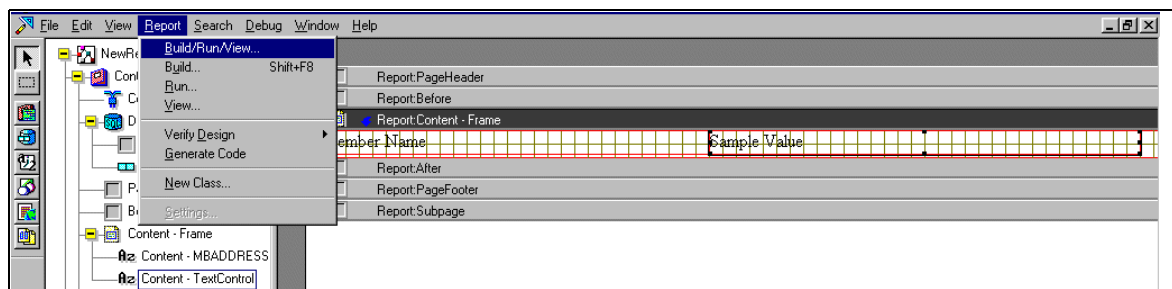 File Edit View Report Search Debug Window Help
NewRe
Build/Run/View...
Build... Shift+F8
Run...
View...
Verify Design
Generate Code
New Class...
Settings...
Cont
C
D
P
B
Content - Frame
Content - MBADDRESS
Content - TextControl
Report:PageHeader
Report:Before
Report:Content - Frame
ember Name Sample Value
Report:After
Report:PageFooter
Report:Subpage